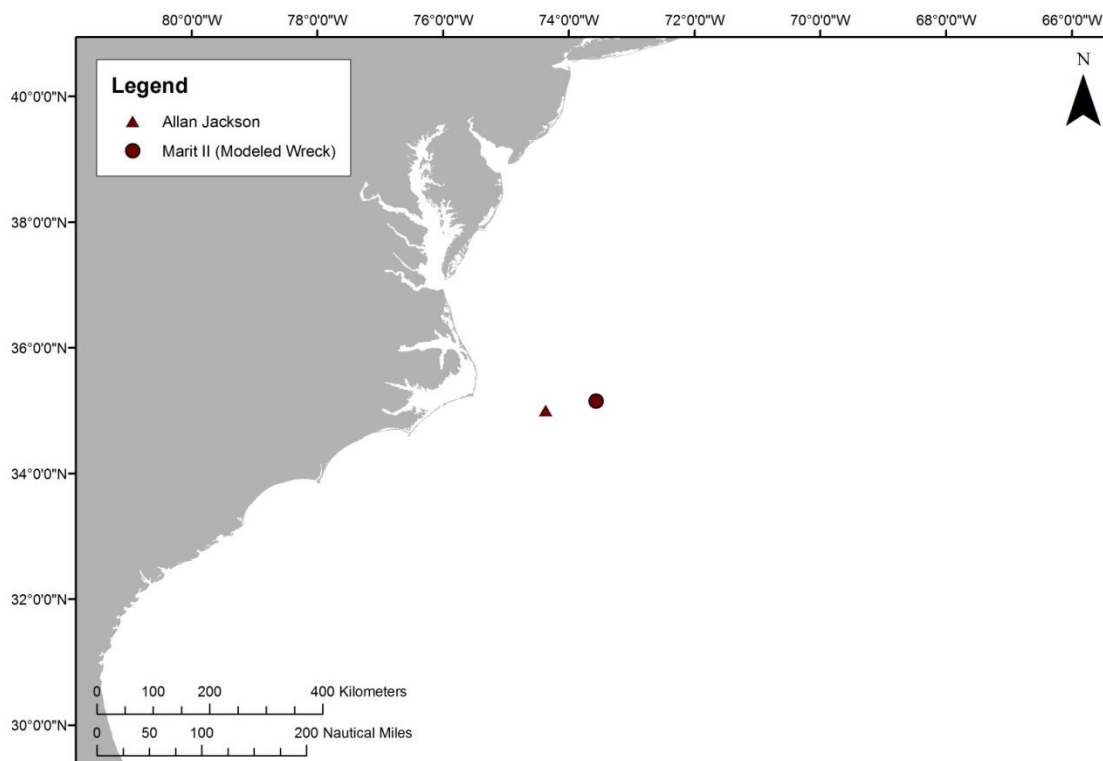 80°0'0"W 78°0'0"W 76°0'0"W 74°0'0"W 72°0'0"W 70°0'0"W 68°0'0"W 66°0'0"W
N
Legend
Allan Jackson
Marit II (Modeled Wreck)
40°0'0"N
38°0'0"N
36°0'0"N
34°0'0"N
32°0'0"N
30°0'0"N
0 100 200 400 Kilometers
0 50 100 200 Nautical Miles